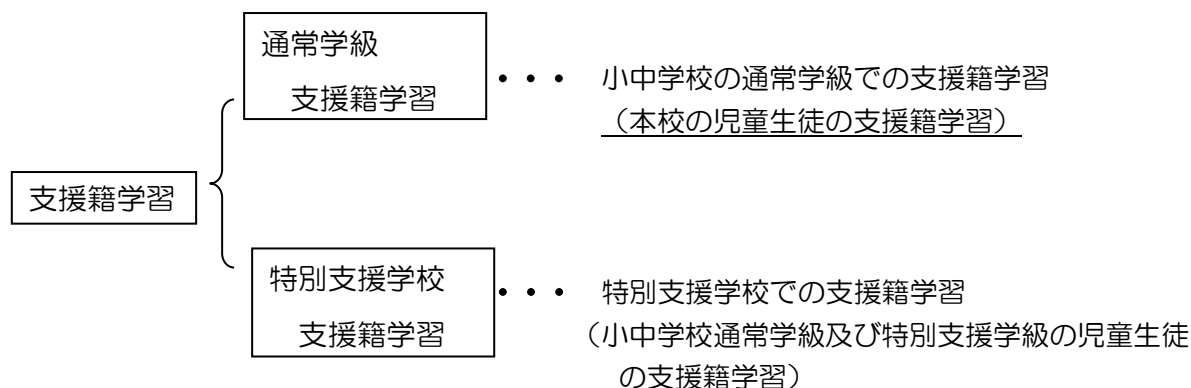 通常学級
支援籍学習
・・・ 小中学校の通常学級での支援籍学習
（本校の児童生徒の支援籍学習）
支援籍学習
特別支援学校
支援籍学習
・・・ 特別支援学校での支援籍学習
（小中学校通常学級及び特別支援学級の児童生徒
の支援籍学習）